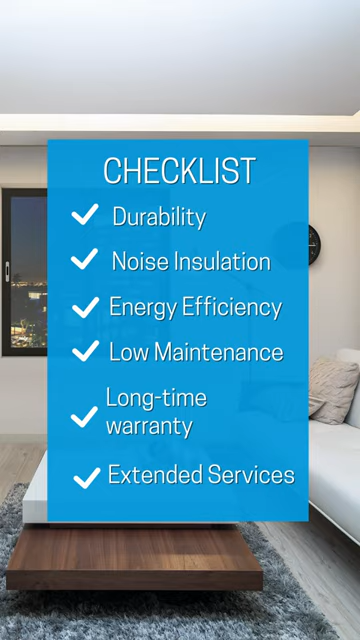 CHECKLIST
Durability
Noise Insulation
Energy Efficiency
Low Maintenance
Long-time
warranty
Extended Services